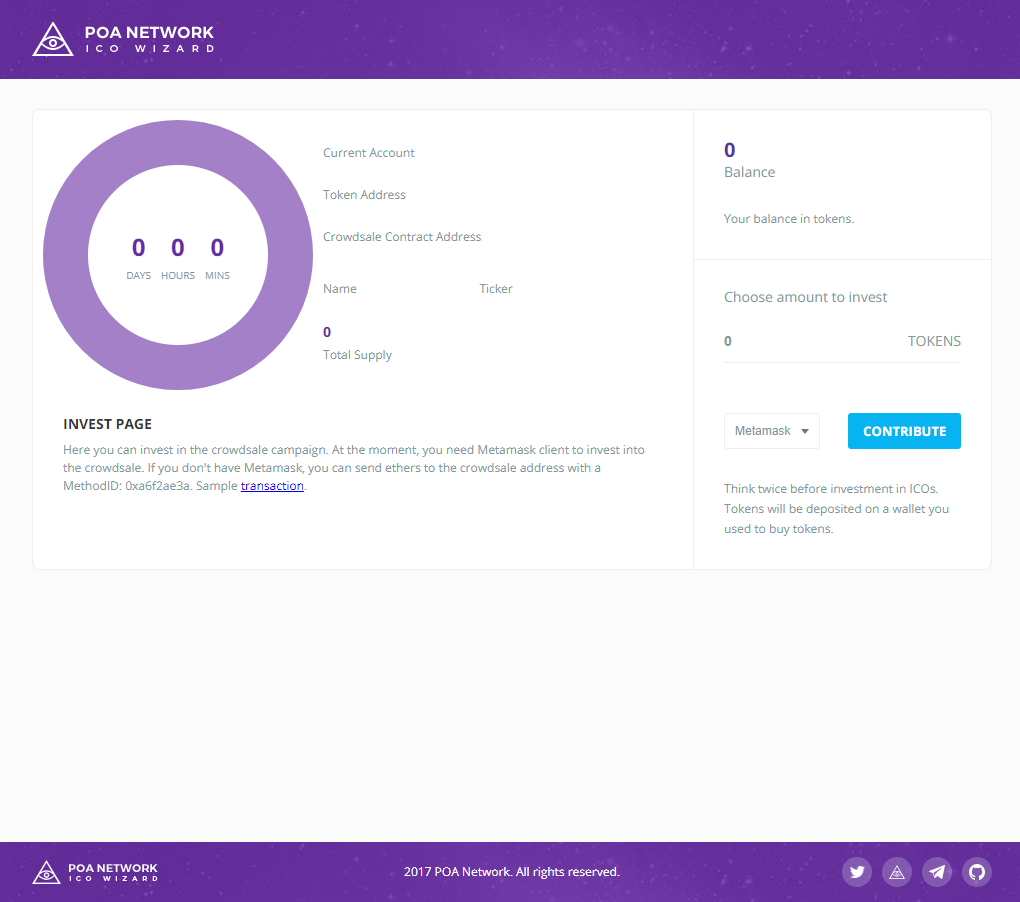 POA NETWORK
ICO WIZARD
0 0 0
DAYS HOURS MINS
Current Account
Token Address
Crowdsale Contract Address
Name Ticker
0
Total Supply
INVEST PAGE
Here you can invest in the crowdsale campaign. At the moment, you need Metamask client to invest into
the crowdsale. If you don't have Metamask, you can send ethers to the crowdsale address with a
MethodID: 0xa6f2ae3a. Sample transaction.
0
Balance
Your balance in tokens.
Choose amount to invest
0 TOKENS
Metamask CONTRIBUTE
Think twice before investment in ICOs.
Tokens will be deposited on a wallet you
used to buy tokens.
POA NETWORK
ICO WIZARD
2017 POA Network. All rights reserved.